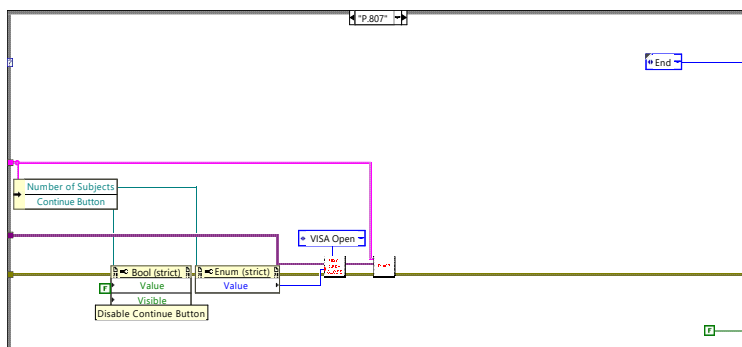 "P.807"
End
Number of Subjects
Continue Button
VISA Open
Bool (strict)
Enum (strict)
Value
Value
F
Visible
Disable Continue Button
F